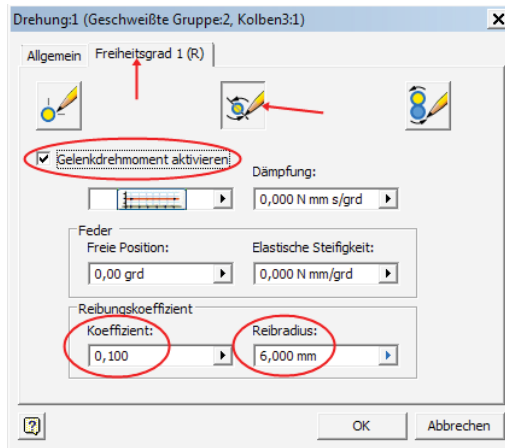 Drehung:1 (Geschweißte Gruppe:2, Kolben3:1)
Allgemein Freiheitsgrad 1 (R)
Gelenkdrehmoment aktivieren
Dämpfung:
0,000 N mm s/grd
Feder
Freie Position: Elastische Steifigkeit:
0,00 grd 0,000 N mm/grd
Reibungskoeffizient
Koeffizient: Reibradius:
0,100 6,000 mm
OK Abbrechen